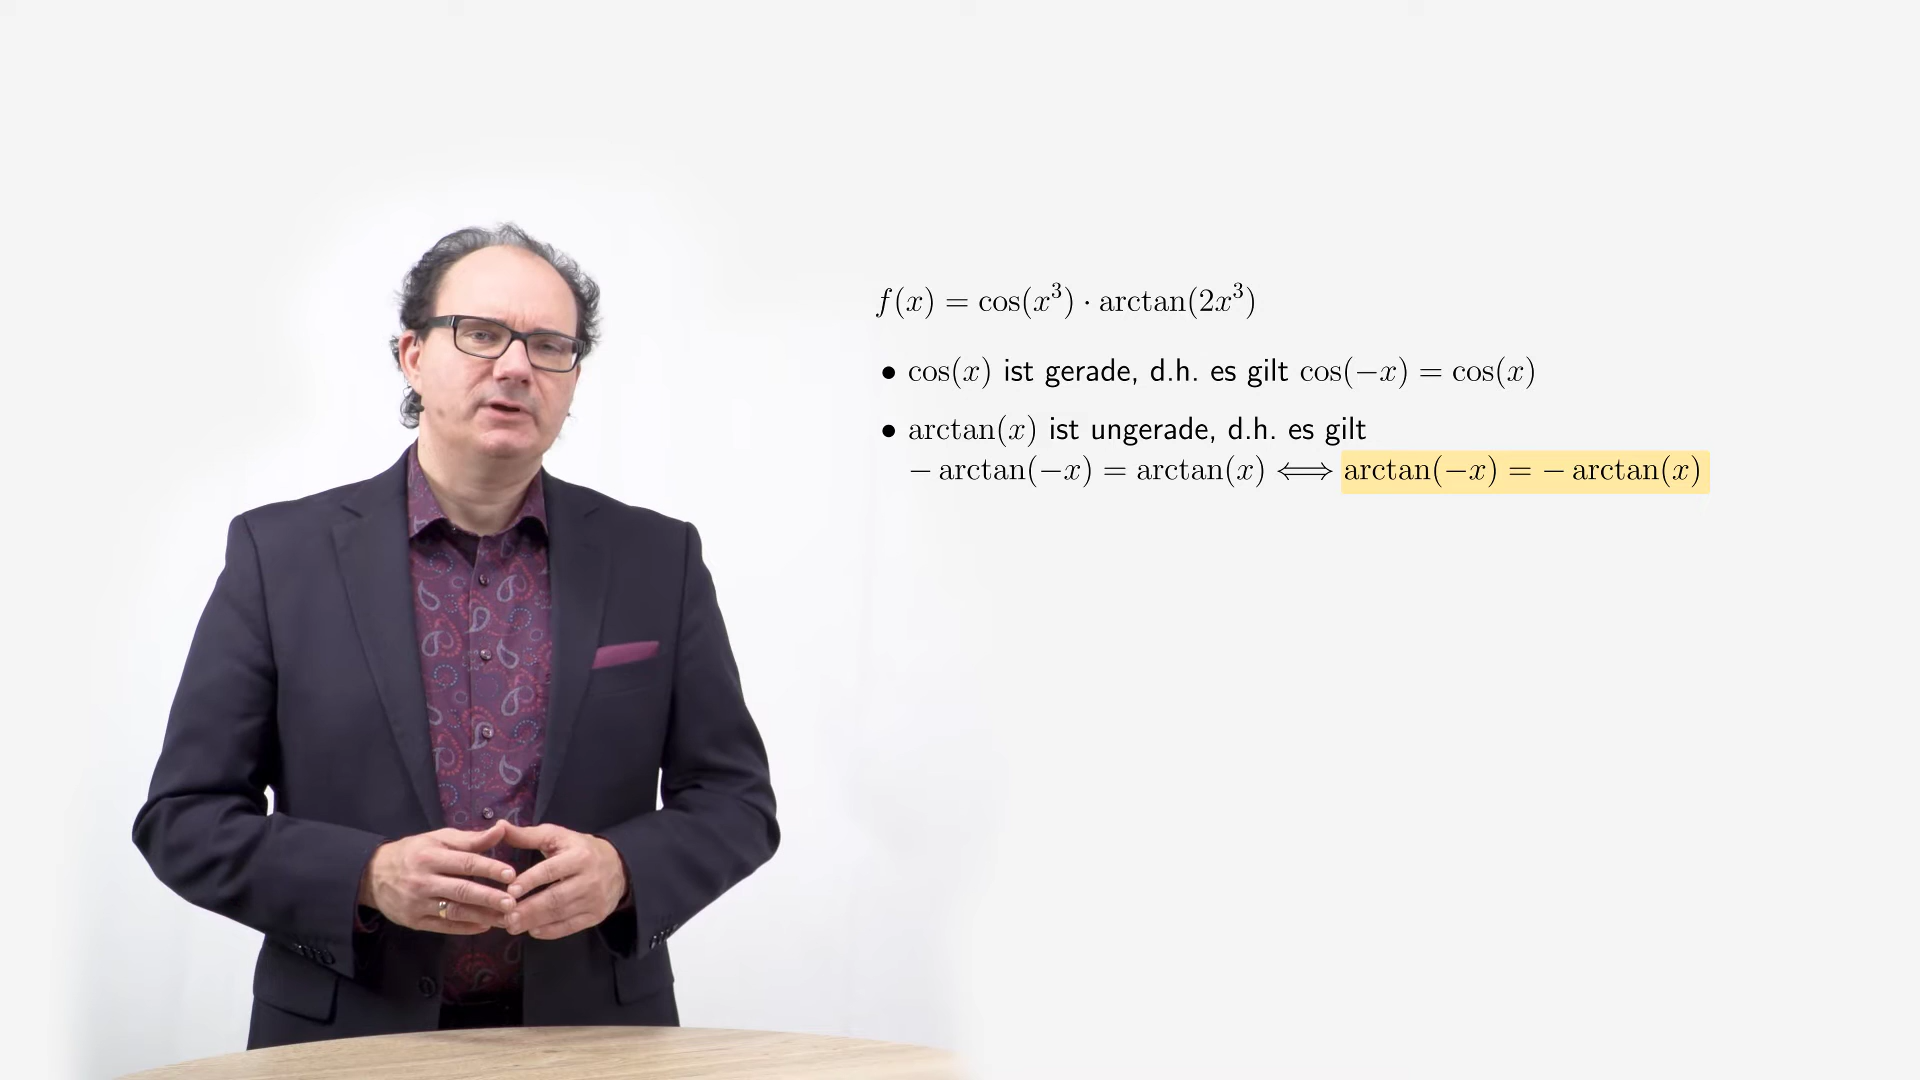 f(x) = cos(x³) · arctan(2x³)
• cos(x) ist gerade, d.h. es gilt cos(−x) = cos(x)
• arctan(x) ist ungerade, d.h. es gilt
− arctan(−x) = arctan(x) ⟺ arctan(−x) = − arctan(x)